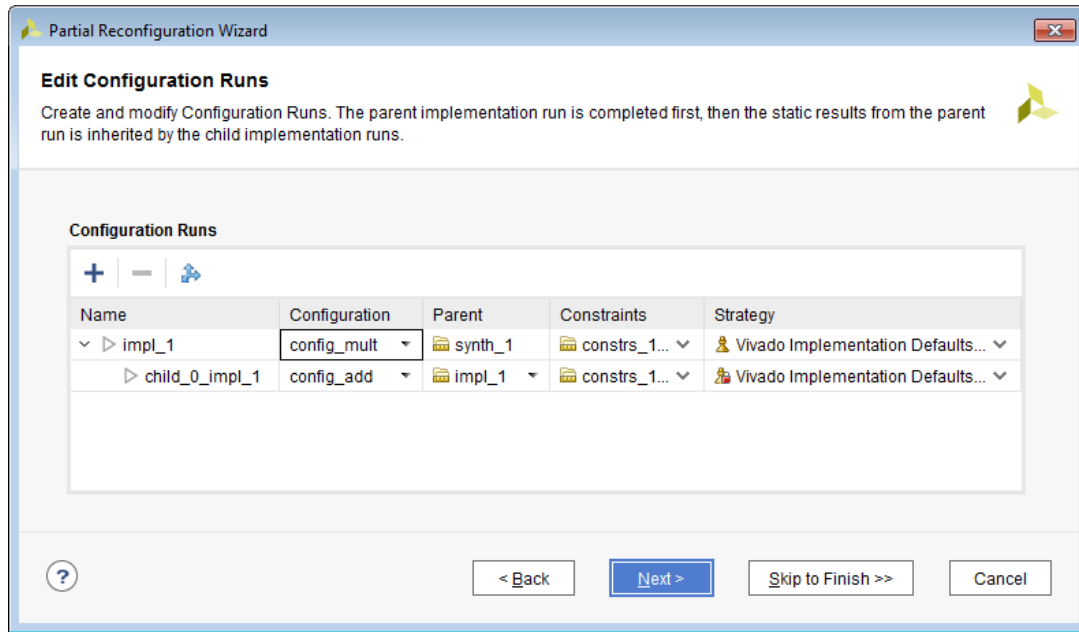 Partial Reconfiguration Wizard
Edit Configuration Runs
Create and modify Configuration Runs. The parent implementation run is completed first, then the static results from the parent
run is inherited by the child implementation runs.
Configuration Runs
Name Configuration Parent Constraints Strategy
impl_1 config_mult synth_1 constrs_1... Vivado Implementation Defaults...
child_0_impl_1 config_add impl_1 constrs_1... Vivado Implementation Defaults...
? < Back Next > Skip to Finish >> Cancel